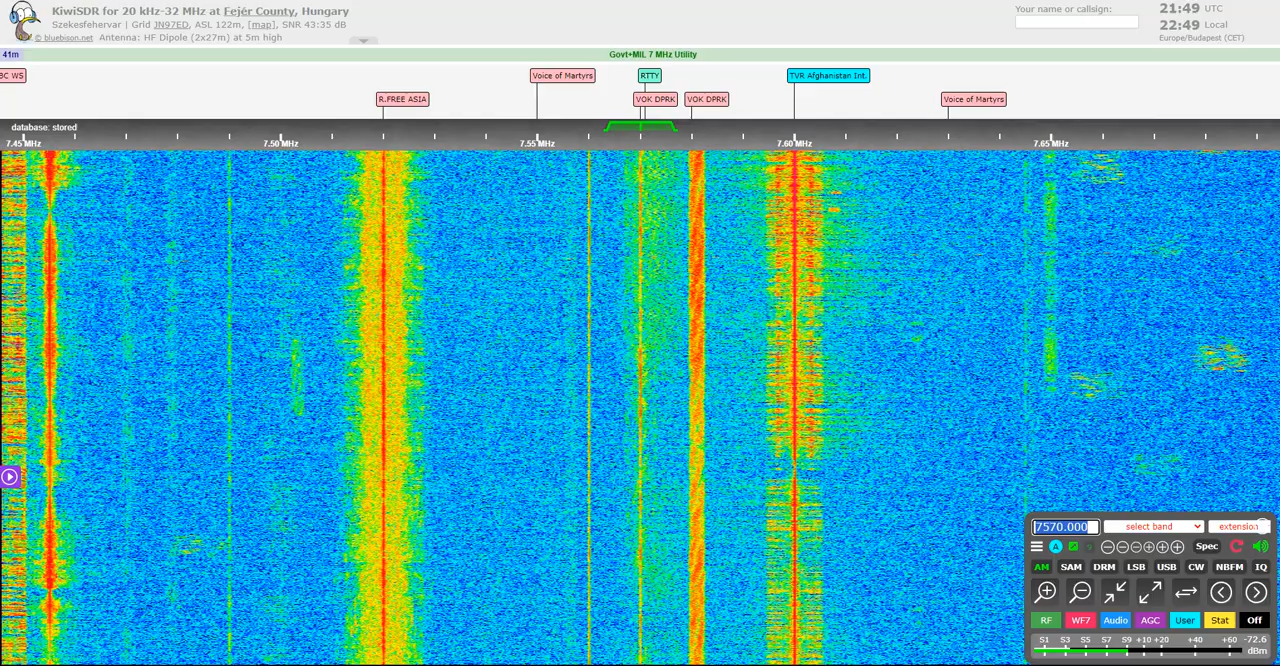 KiwiSDR for 20 kHz-32 MHz at Fejér County, Hungary
Szekesfehervar | Grid JN97ED, ASL 122m, [map], SNR 43:35 dB
© bluebison.net Antenna: HF Dipole (2x27m) at 5m high
Your name or callsign:
21:49 UTC
22:49 Local
Europe/Budapest (CET)
41m
Govt+MIL 7 MHz Utility
BC WS
Voice of Martyrs
RTTY
TVR Afghanistan Int.
R.FREE ASIA
VOK DPRK
VOK DPRK
Voice of Martyrs
database: stored
7.45 MHz
7.50 MHz
7.55 MHz
7.60 MHz
7.65 MHz
7570.000
select band
extension
A
Spec
AM SAM DRM LSB USB CW NBFM IQ
RF WF7 Audio AGC User Stat Off
S1 S3 S5 S7 S9 +10 +20 +40 +60 -72.6
dBm